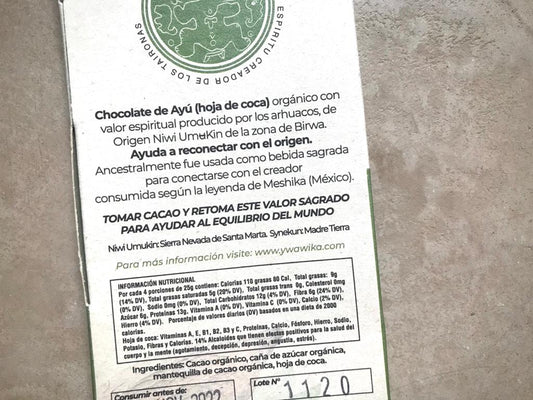 ESPIRITU CREADOR DE LOS TAIRONAS
Chocolate de Ayú (hoja de coca) orgánico con
valor espiritual producido por los arhuacos, de
Origen Niwi UmʉKin de la zona de Birwa.
Ayuda a reconectar con el origen.
Ancestralmente fue usada como bebida sagrada
para conectarse con el creador
consumida según la leyenda de Meshika (México).
TOMAR CACAO Y RETOMA ESTE VALOR SAGRADO
PARA AYUDAR AL EQUILIBRIO DEL MUNDO
Niwi Umukin: Sierra Nevada de Santa Marta. Synekun: Madre Tierra
Para más información visite: www.ywawika.com
INFORMACIÓN NUTRICIONAL
Por cada 4 porciones de 25g contiene: Calorías 110 grasas 80 Cal, Total grasas: 9g
(14% DV), Total grasas saturadas 5g (20% DV), Total grasas trans 0g, Colesterol 0mg
(0% DV), Sodio 0mg (0% DV), Total Carbohidratos 12g (4% DV), Fibra 6g (24% DV),
Azúcar 6g, Proteínas 13g, Vitamina A (0% DV), Vitamina C (0% DV), Calcio (2% DV),
Hierro (4% DV). Porcentaje de valores diarios (DV) basados en una dieta de 2000
calorías.
Hoja de coca: Vitaminas A, E, B1, B2, B3 y C, Proteínas, Calcio, Fósforo, Hierro, Sodio,
Potasio, Fibras y Calorías. 14% Alcaloides que tienen efectos positivos para la salud del
cuerpo y la mente (agotamiento, decepción, depresión, angustia, estrés).
Ingredientes: Cacao orgánico, caña de azúcar orgánica,
mantequilla de cacao orgánica, hoja de coca.
Consumir antes de:
2022
Lote N°
1120